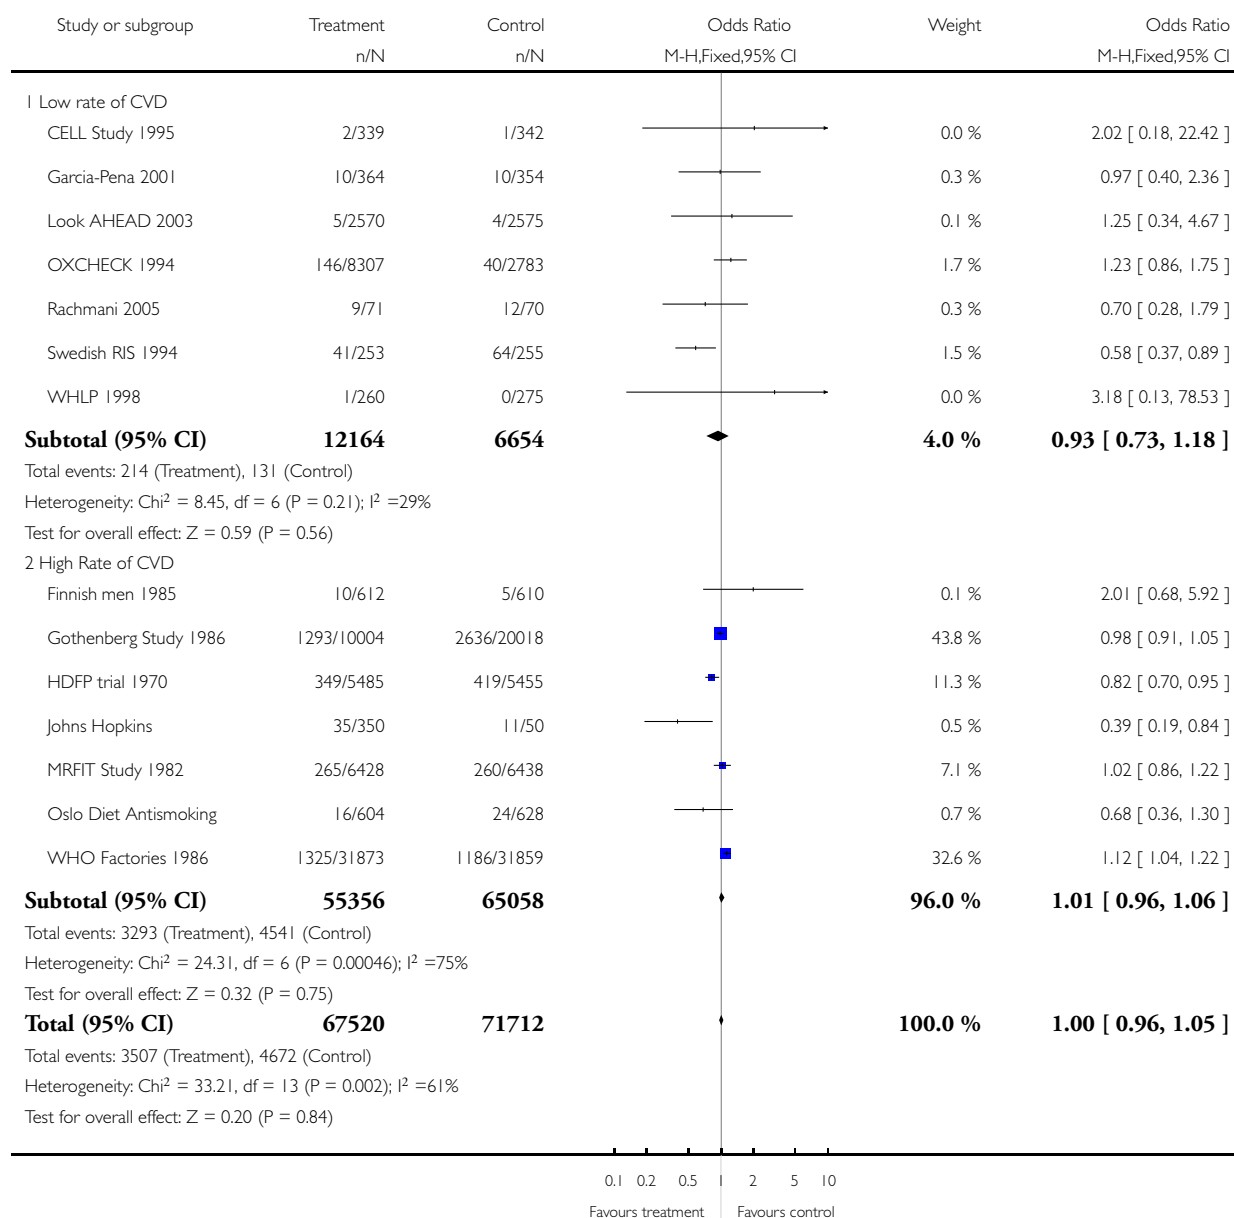 Study or subgroup Treatment Control Odds Ratio Weight Odds Ratio
n/N n/N M-H,Fixed,95% CI M-H,Fixed,95% CI
1 Low rate of CVD
CELL Study 1995 2/339 1/342 0.0 % 2.02 [ 0.18, 22.42 ]
Garcia-Pena 2001 10/364 10/354 0.3 % 0.97 [ 0.40, 2.36 ]
Look AHEAD 2003 5/2570 4/2575 0.1 % 1.25 [ 0.34, 4.67 ]
OXCHECK 1994 146/8307 40/2783 1.7 % 1.23 [ 0.86, 1.75 ]
Rachmani 2005 9/71 12/70 0.3 % 0.70 [ 0.28, 1.79 ]
Swedish RIS 1994 41/253 64/255 1.5 % 0.58 [ 0.37, 0.89 ]
WHLP 1998 1/260 0/275 0.0 % 3.18 [ 0.13, 78.53 ]
Subtotal (95% CI) 12164 6654 4.0 % 0.93 [ 0.73, 1.18 ]
Total events: 214 (Treatment), 131 (Control)
Heterogeneity: Chi² = 8.45, df = 6 (P = 0.21); I² =29%
Test for overall effect: Z = 0.59 (P = 0.56)
2 High Rate of CVD
Finnish men 1985 10/612 5/610 0.1 % 2.01 [ 0.68, 5.92 ]
Gothenberg Study 1986 1293/10004 2636/20018 43.8 % 0.98 [ 0.91, 1.05 ]
HDFP trial 1970 349/5485 419/5455 11.3 % 0.82 [ 0.70, 0.95 ]
Johns Hopkins 35/350 11/50 0.5 % 0.39 [ 0.19, 0.84 ]
MRFIT Study 1982 265/6428 260/6438 7.1 % 1.02 [ 0.86, 1.22 ]
Oslo Diet Antismoking 16/604 24/628 0.7 % 0.68 [ 0.36, 1.30 ]
WHO Factories 1986 1325/31873 1186/31859 32.6 % 1.12 [ 1.04, 1.22 ]
Subtotal (95% CI) 55356 65058 96.0 % 1.01 [ 0.96, 1.06 ]
Total events: 3293 (Treatment), 4541 (Control)
Heterogeneity: Chi² = 24.31, df = 6 (P = 0.00046); I² =75%
Test for overall effect: Z = 0.32 (P = 0.75)
Total (95% CI) 67520 71712 100.0 % 1.00 [ 0.96, 1.05 ]
Total events: 3507 (Treatment), 4672 (Control)
Heterogeneity: Chi² = 33.21, df = 13 (P = 0.002); I² =61%
Test for overall effect: Z = 0.20 (P = 0.84)
0.1 0.2 0.5 1 2 5 10
Favours treatment Favours control